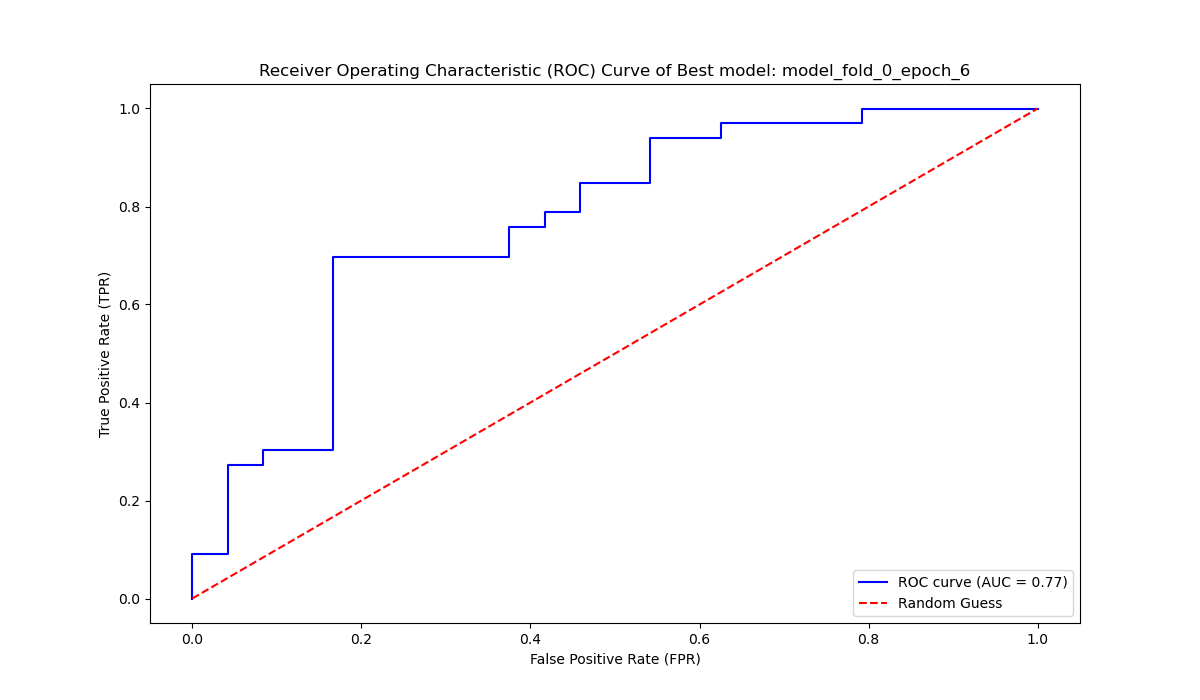 Receiver Operating Characteristic (ROC) Curve of Best model: model_fold_0_epoch_6
True Positive Rate (TPR)
1.0
0.8
0.6
0.4
0.2
0.0
0.0 0.2 0.4 0.6 0.8 1.0
False Positive Rate (FPR)
ROC curve (AUC = 0.77)
Random Guess